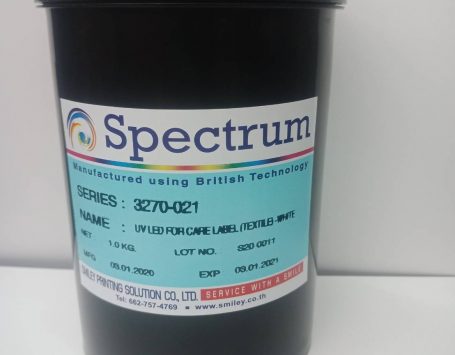 Spectrum
Manufactured using British Technology
SERIES : 3270-021
NAME : UV LED FOR CARE LABEL (TEXTILE)-WHITE
NET 1.0 KG. LOT NO. S20-0011
MFG 03.01.2020 EXP 03.01.2021
SMILEY PRINTING SOLUTION CO., LTD. SERVICE WITH A SMILE
Tel: 662-757-4769 ■ www.smiley.co.th